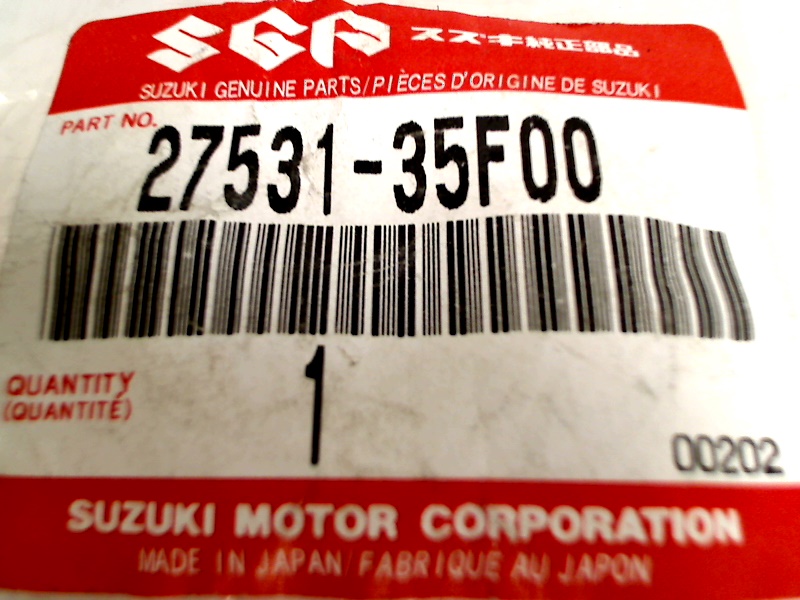 SGP スズキ純正部品
SUZUKI GENUINE PARTS/PIÈCES D'ORIGINE DE SUZUKI
PART NO.
27531-35F00
QUANTITY
(QUANTITÉ)
1
00202
SUZUKI MOTOR CORPORATION
MADE IN JAPAN/FABRIQUÉ AU JAPON